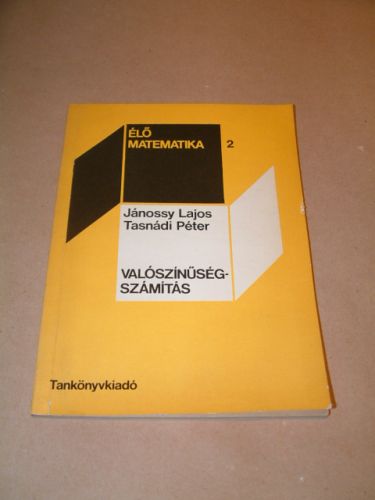 ÉLŐ
MATEMATIKA 2
Jánossy Lajos
Tasnádi Péter
VALÓSZÍNŰSÉG-
SZÁMÍTÁS
Tankönyvkiadó